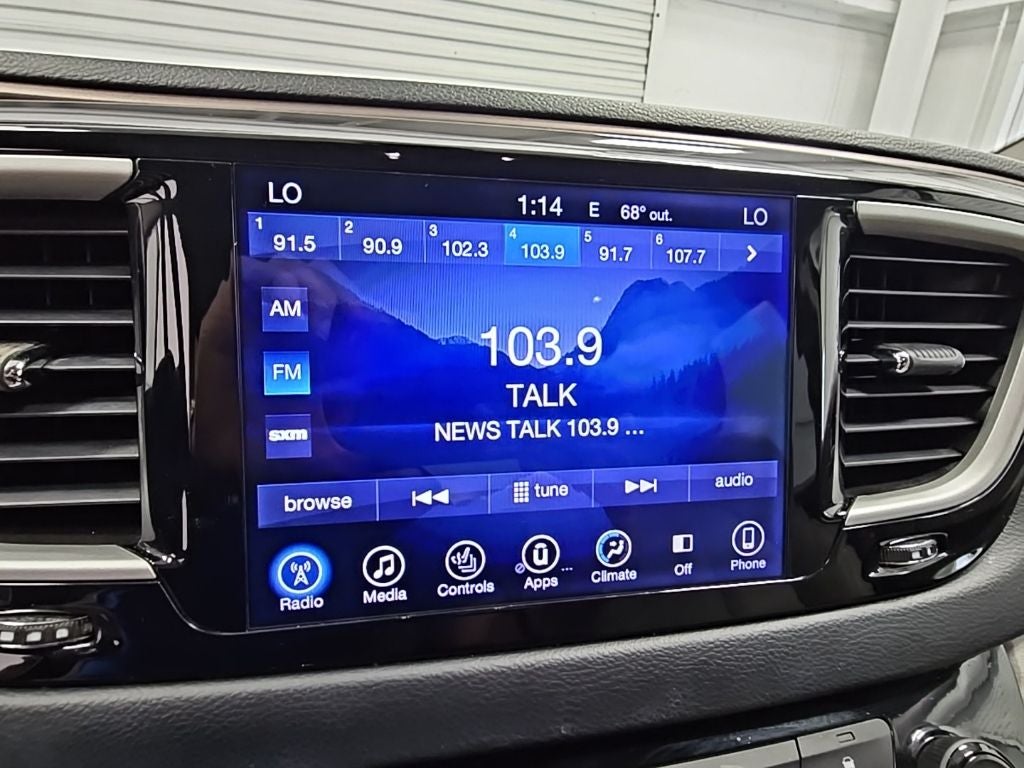 LO 1:14 E 68° out. LO
1 91.5 2 90.9 3 102.3 4 103.9 5 91.7 6 107.7
AM
FM
sxm
103.9
TALK
NEWS TALK 103.9 ...
browse tune audio
Radio Media Controls Apps ... Climate Off Phone